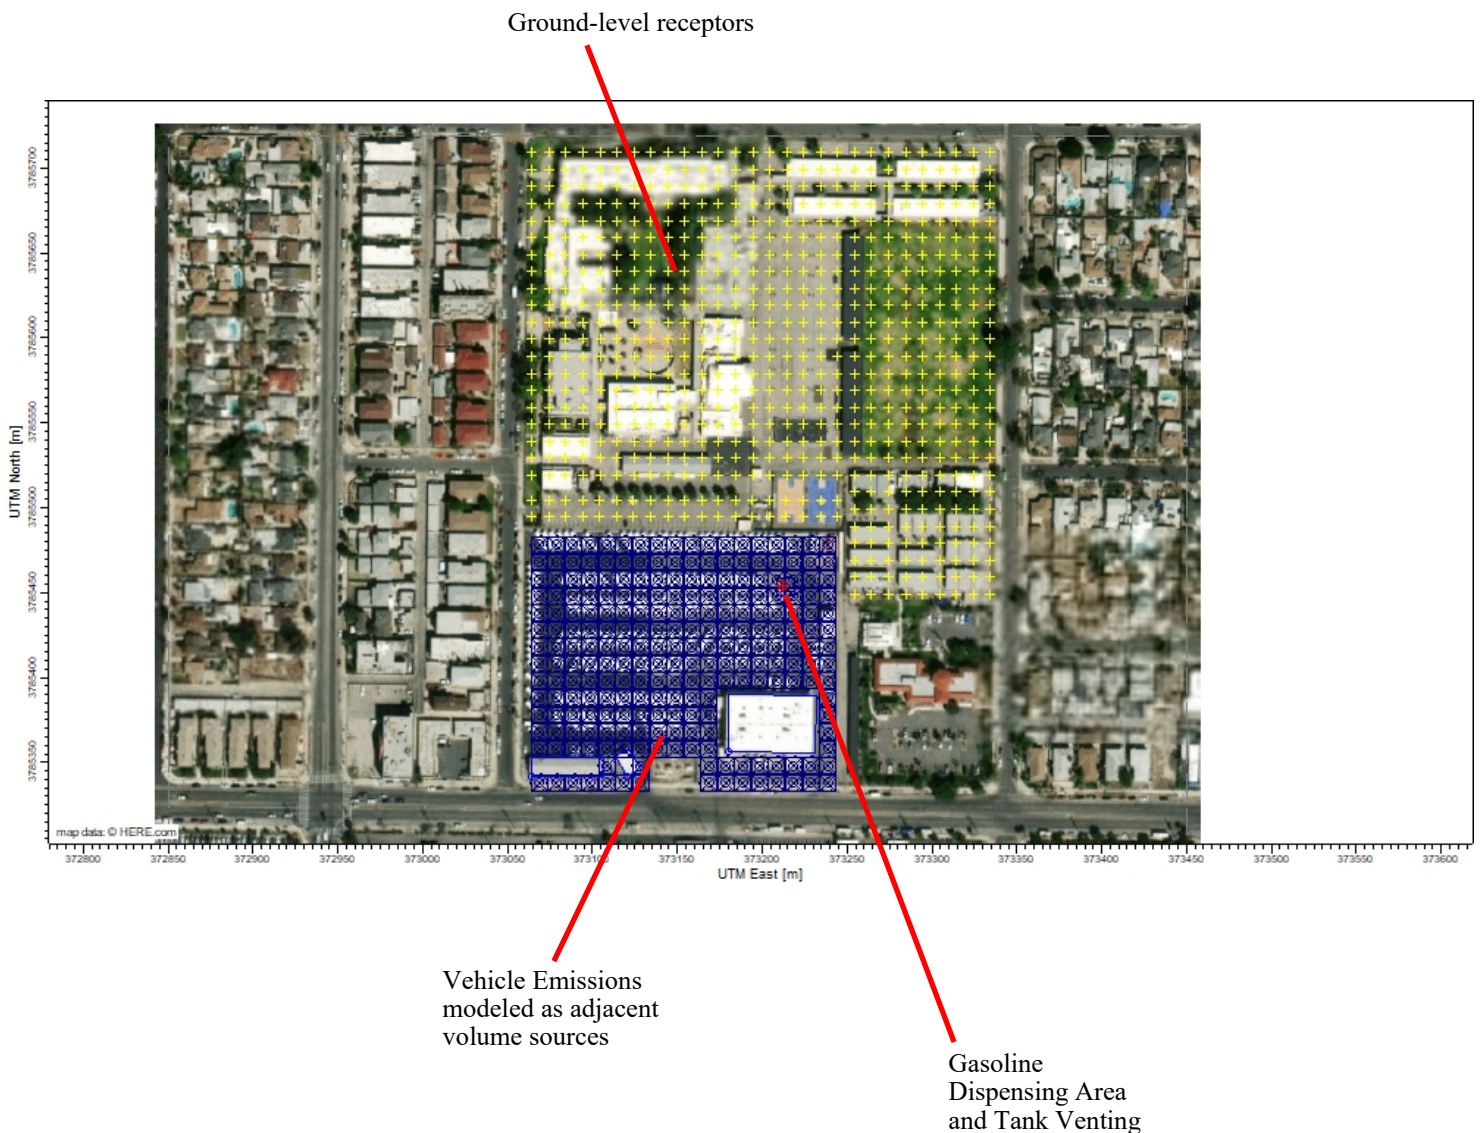 Ground-level receptors
3785700
3785650
3785600
3785550
3785500
3785450
3785400
3785350
UTM North [m]
map data: © HERE.com
372800
372850
372900
372950
373000
373050
373100
373150
373200
373250
373300
373350
373400
373450
373500
373550
373600
UTM East [m]
Vehicle Emissions
modeled as adjacent
volume sources
Gasoline
Dispensing Area
and Tank Venting